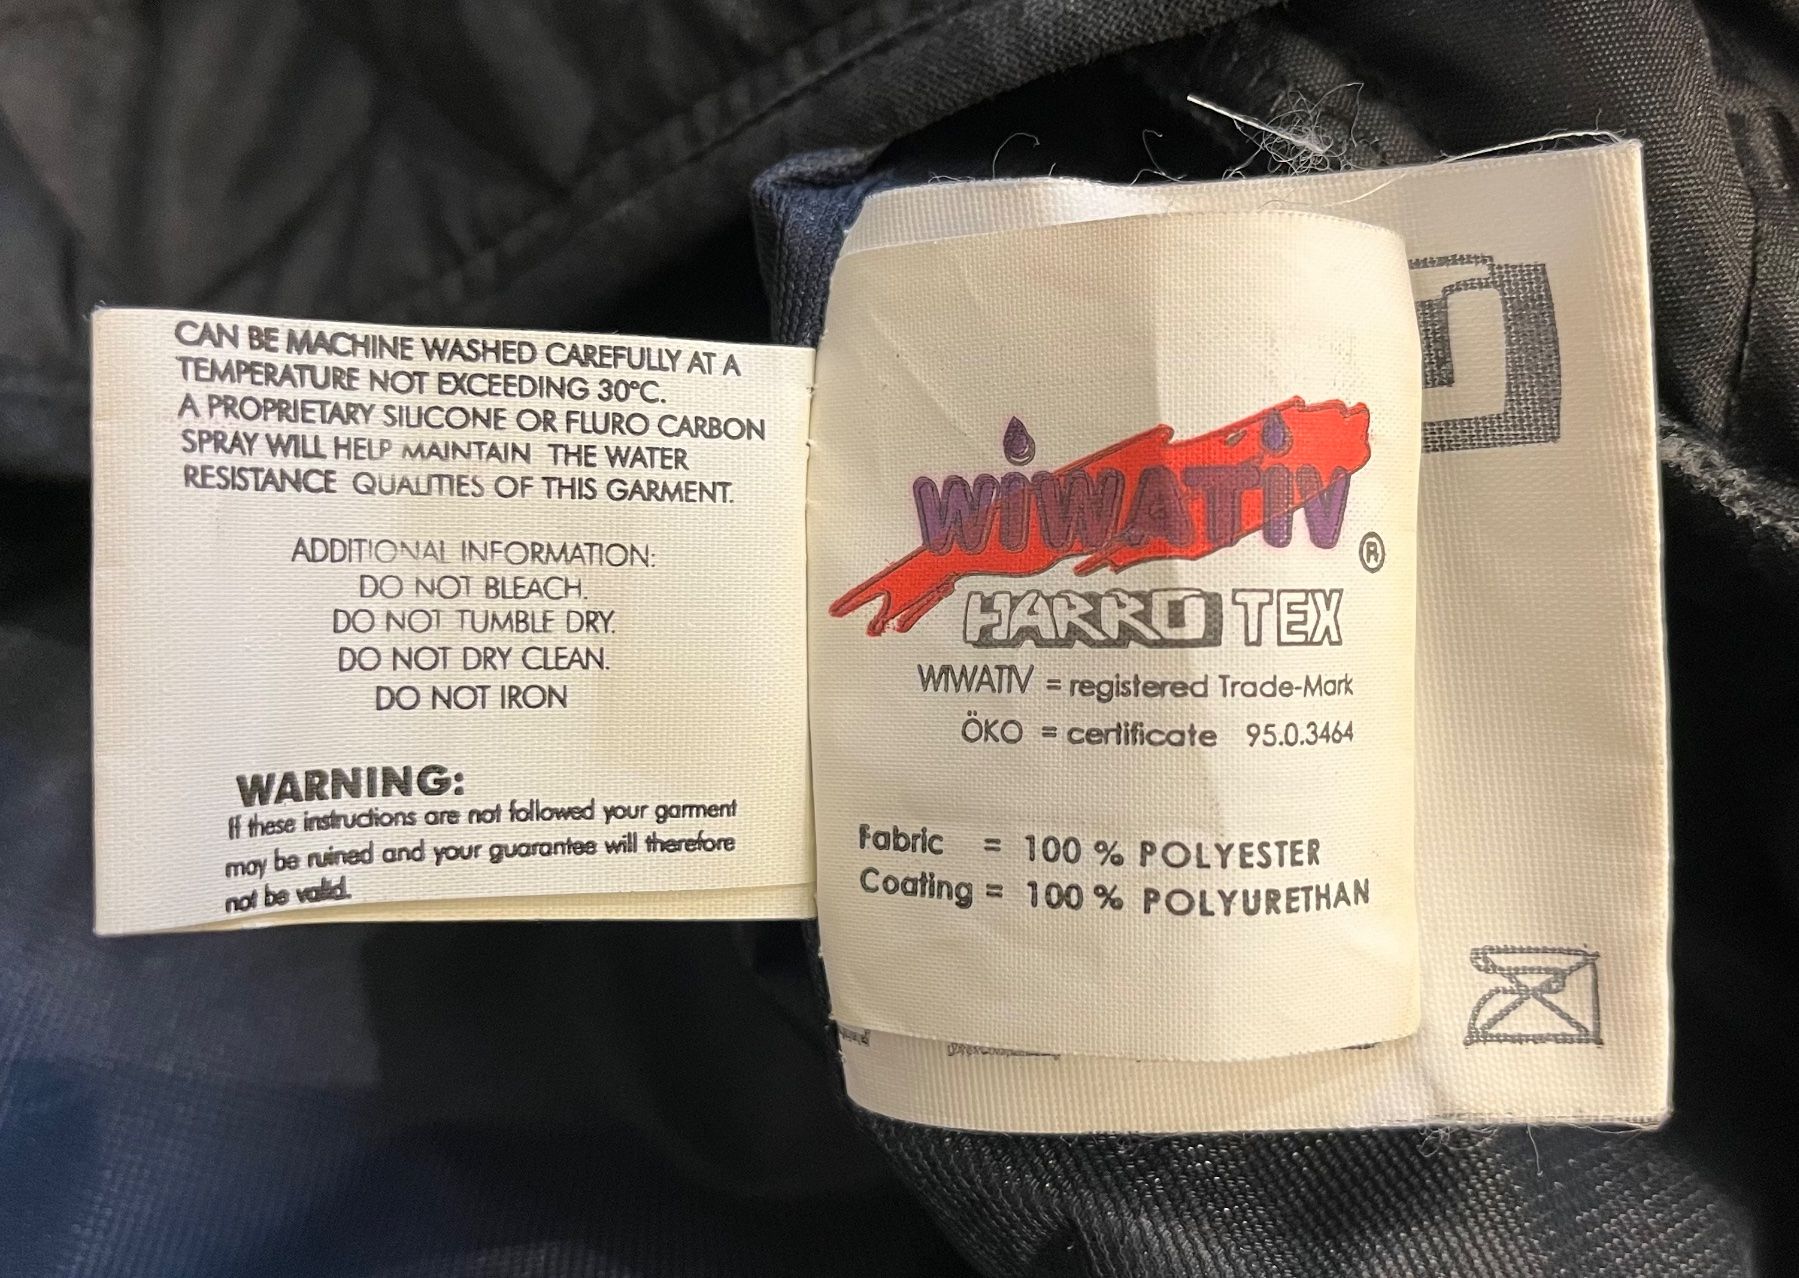 CAN BE MACHINE WASHED CAREFULLY AT A
TEMPERATURE NOT EXCEEDING 30°C.
A PROPRIETARY SILICONE OR FLURO CARBON
SPRAY WILL HELP MAINTAIN THE WATER
RESISTANCE QUALITIES OF THIS GARMENT.
ADDITIONAL INFORMATION:
DO NOT BLEACH.
DO NOT TUMBLE DRY.
DO NOT DRY CLEAN.
DO NOT IRON
WARNING:
If these instructions are not followed your garment
may be ruined and your guarantee will therefore
not be valid.
WIWATIV ®
HARRO TEX
WIWATIV = registered Trade-Mark
ÖKO = certificate 95.0.3464
Fabric = 100 % POLYESTER
Coating = 100 % POLYURETHAN